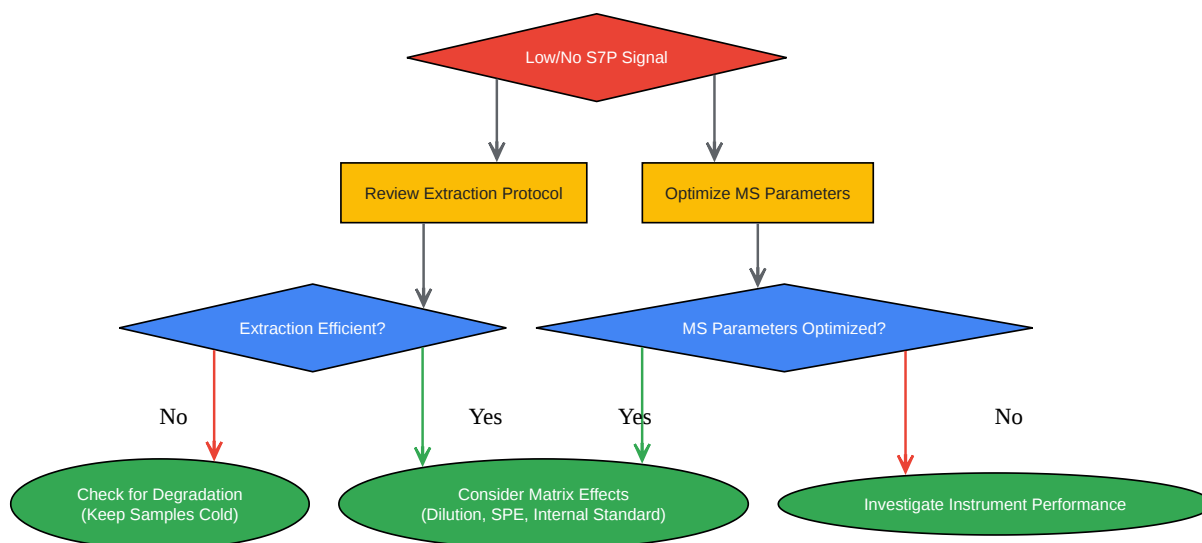 Low/No S7P Signal
Review Extraction Protocol
Optimize MS Parameters
Extraction Efficient?
MS Parameters Optimized?
No
Yes
Yes
No
Check for Degradation
(Keep Samples Cold)
Consider Matrix Effects
(Dilution, SPE, Internal Standard)
Investigate Instrument Performance